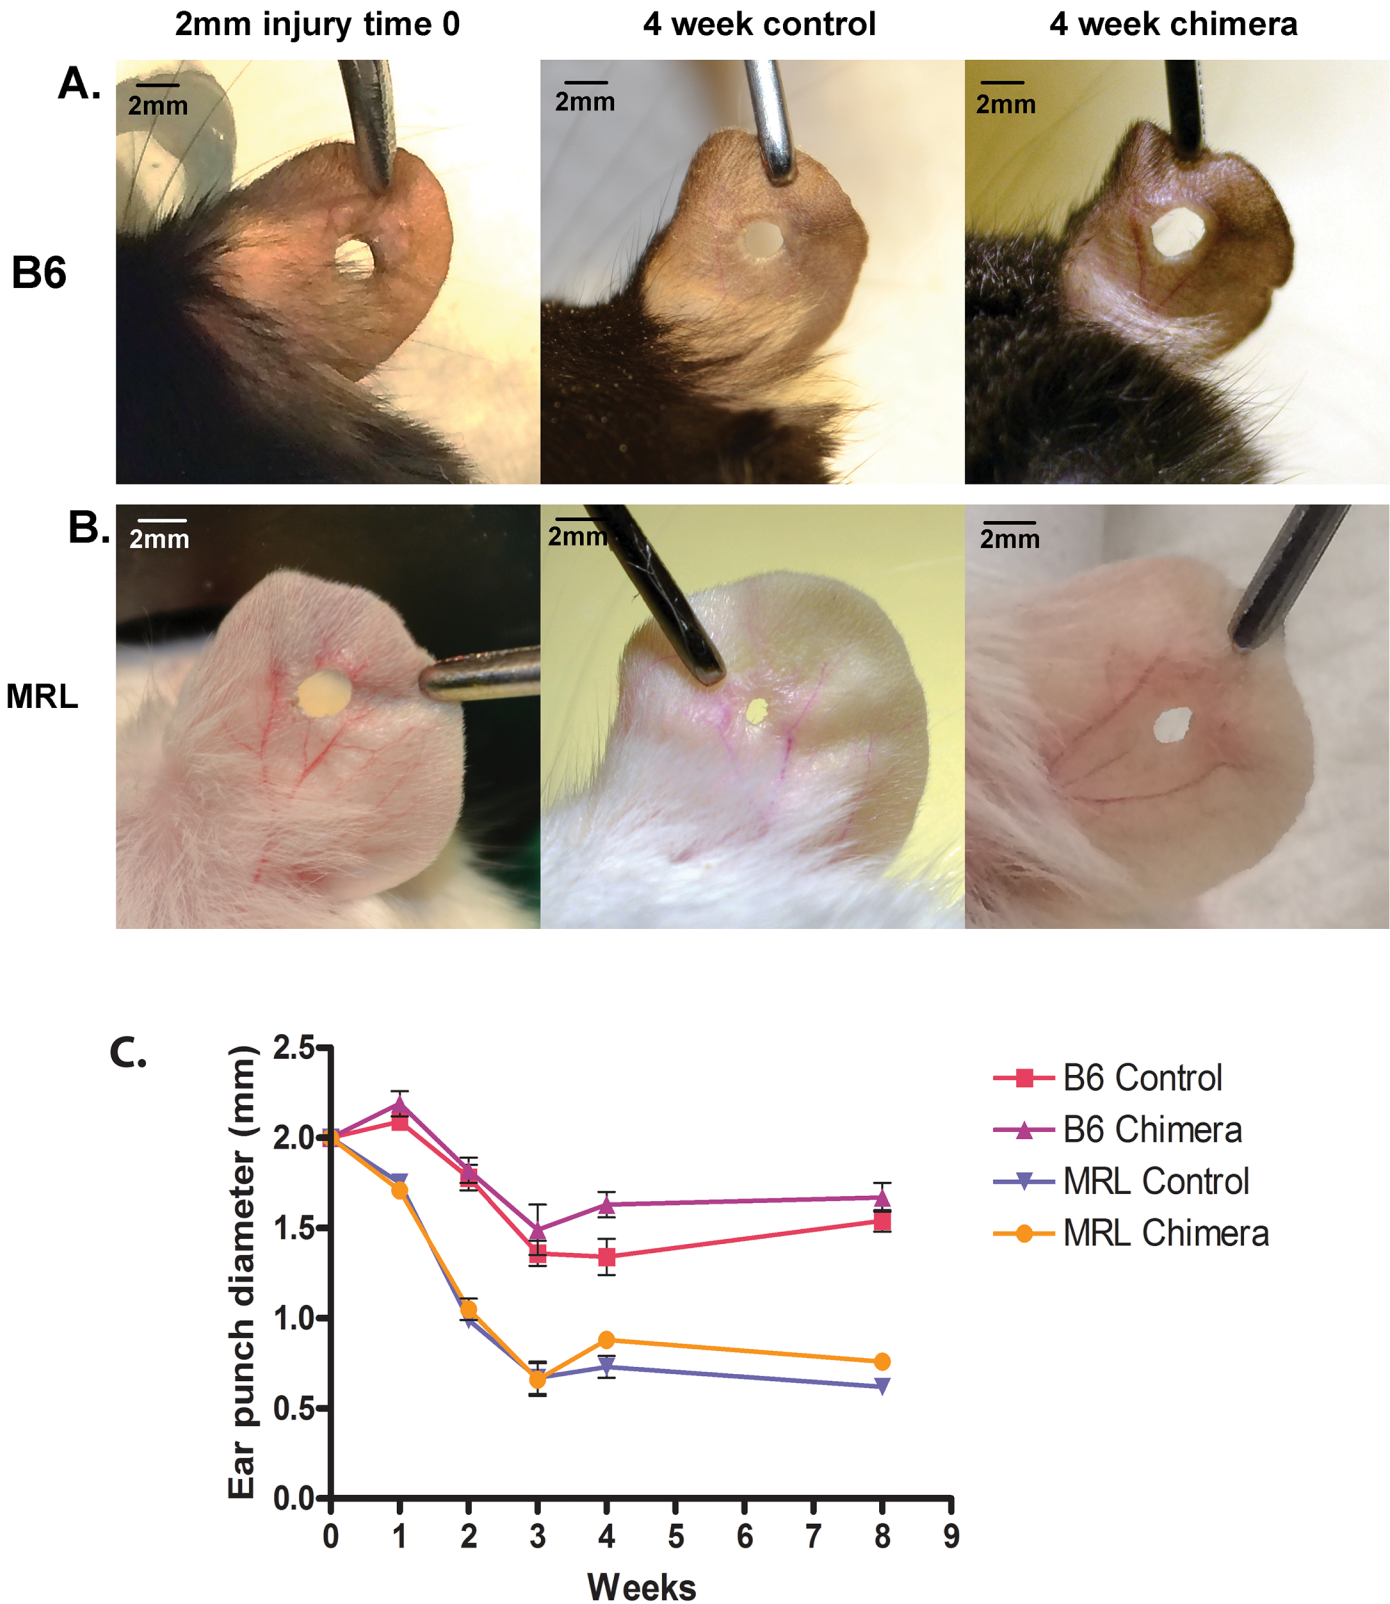 2mm injury time 0 4 week control 4 week chimera
A.
2mm 2mm 2mm
B6
B.
2mm 2mm 2mm
MRL
C.
Ear punch diameter (mm)
2.5
2.0
1.5
1.0
0.5
0.0
0 1 2 3 4 5 6 7 8 9
Weeks
B6 Control
B6 Chimera
MRL Control
MRL Chimera